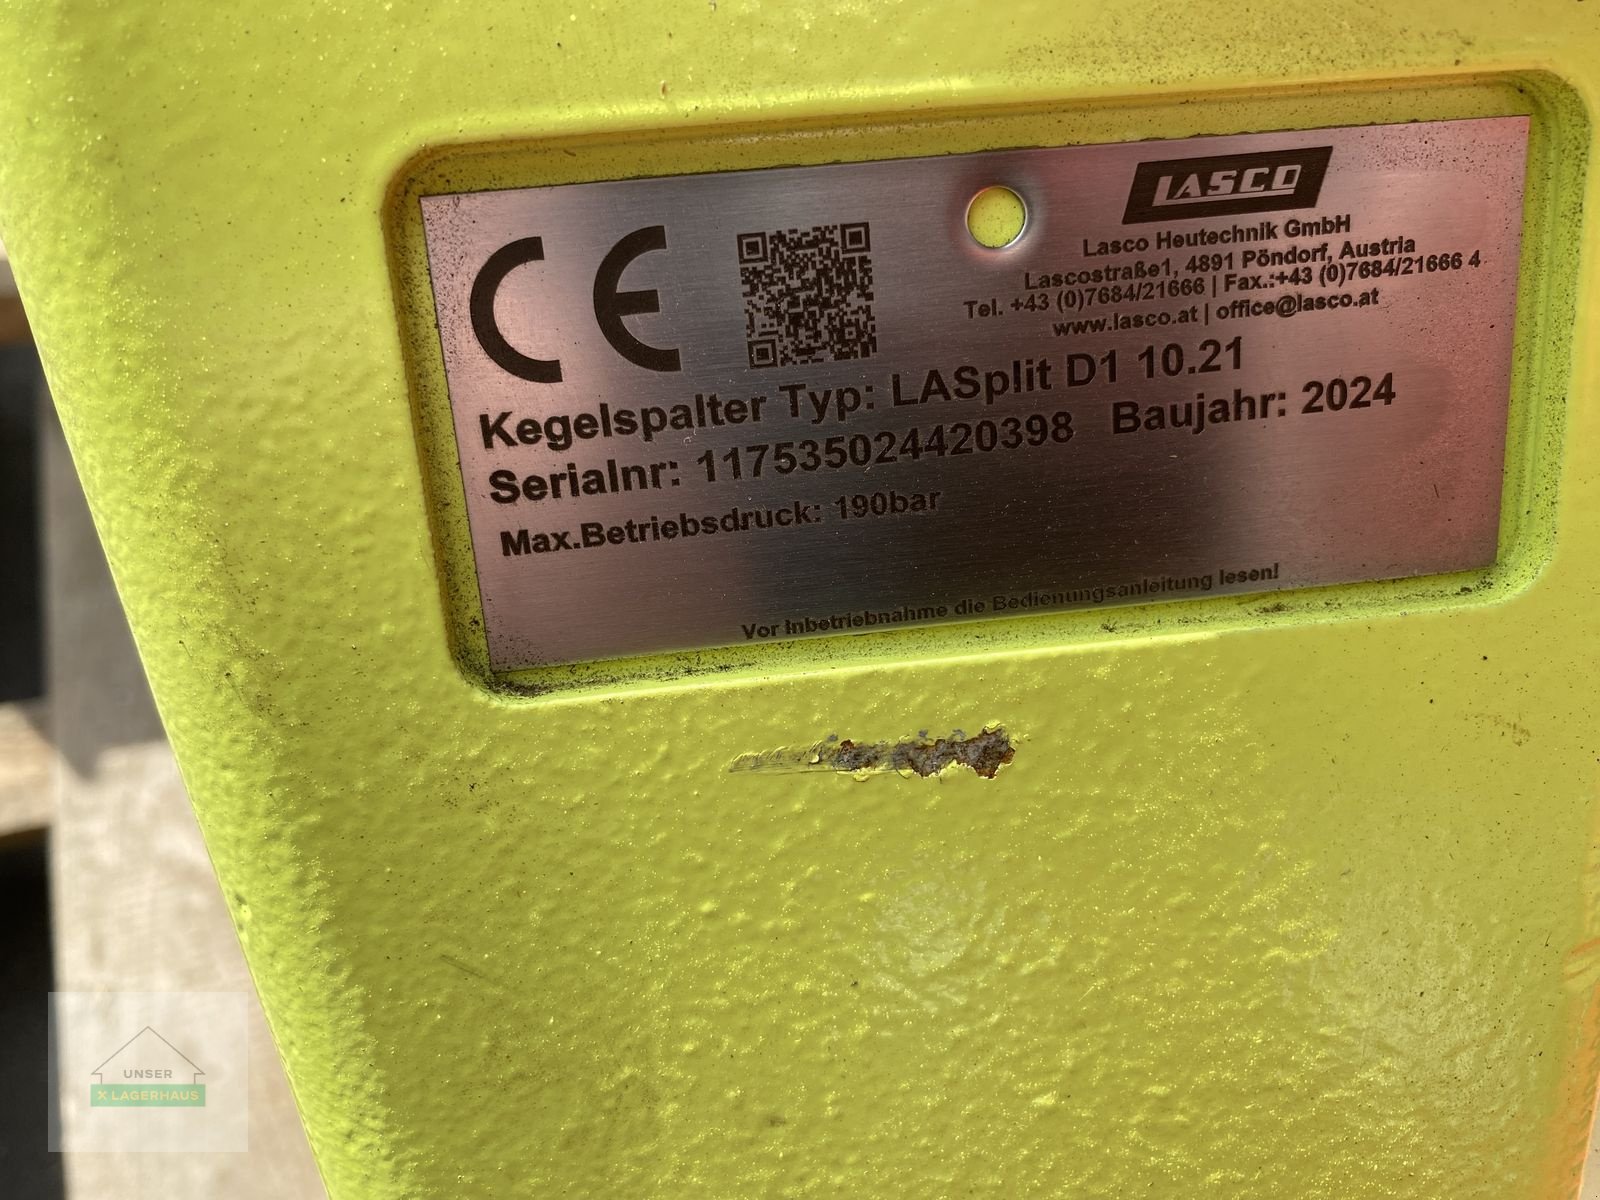 CE
LASCO
Lasco Heutechnik GmbH
Lascostraße1, 4891 Pöndorf, Austria
Tel. +43 (0)7684/21666 | Fax.:+43 (0)7684/21666 4
www.lasco.at | office@lasco.at
Kegelspalter Typ: LASplit D1 10.21
Serialnr: 117535024420398 Baujahr: 2024
Max.Betriebsdruck: 190bar
Vor Inbetriebnahme die Bedienungsanleitung lesen!
UNSER
X LAGERHAUS